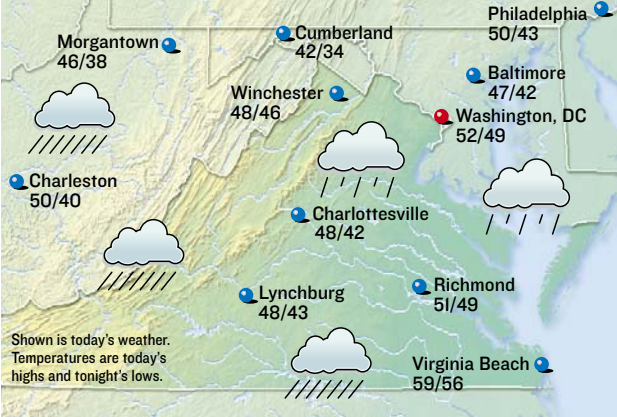 Philadelphia
50/43
Cumberland
42/34
Morgantown
46/38
Baltimore
47/42
Winchester
48/46
Washington, DC
52/49
Charleston
50/40
Charlottesville
48/42
Richmond
51/49
Lynchburg
48/43
Shown is today's weather.
Temperatures are today's
highs and tonight's lows.
Virginia Beach
59/56